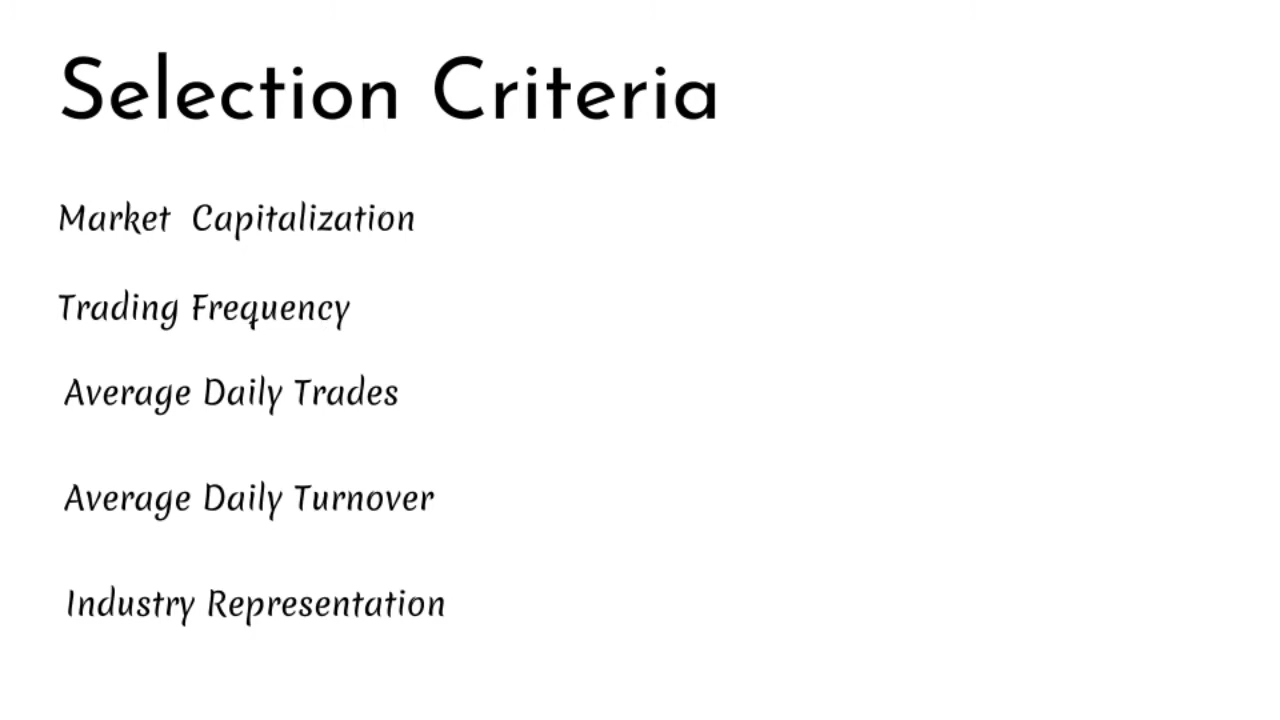 Selection Criteria
Market Capitalization
Trading Frequency
Average Daily Trades
Average Daily Turnover
Industry Representation